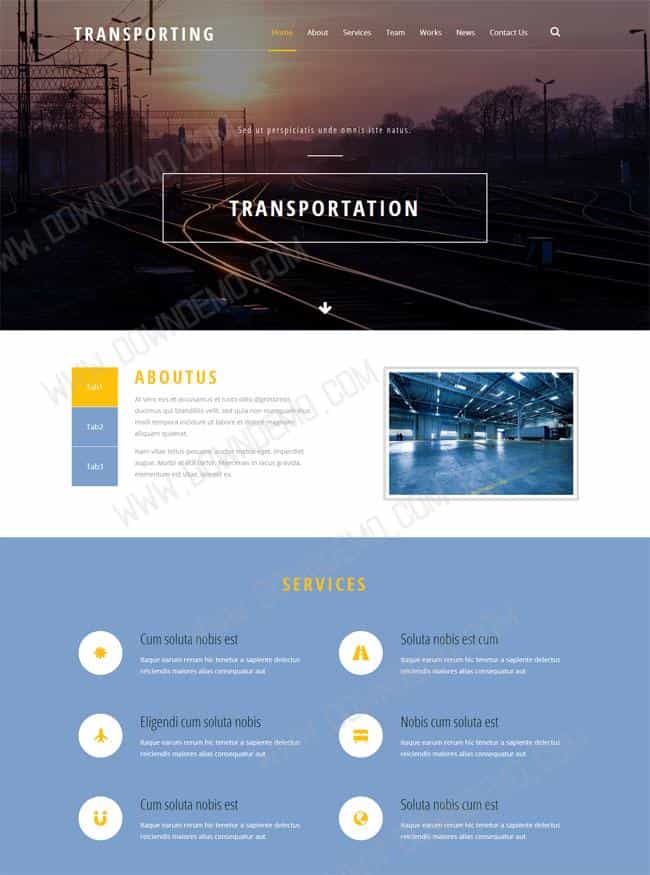 TRANSPORTING
Home About Services Team Works News Contact Us
Sed ut perspiciatis unde omnis iste natus.
TRANSPORTATION
WWW.DOWNDEMO.COM
Tab1
Tab2
Tab3
ABOUTUS
At vero eos et accusamus et iusto odio dignissimos
ducimus qui blanditiis velit, sed quia non numquam eius
modi tempora incidunt ut labore et dolore magnam
aliquam quaerat.
Nam vitae tellus posuere, auctor metus eget, imperdiet
augue. Morbi et elit tortor. Maecenas in lacus gravida,
elementum est vitae, laoreet ex.
SERVICES
Cum soluta nobis est
Itaque earum rerum hic tenetur a sapiente delectus
reiciendis maiores alias consequatur aut
Solute nobis est cum
Itaque earum rerum hic tenetur a sapiente delectus
reiciendis maiores alias consequatur aut
Eligendi cum soluta nobis
Itaque earum rerum hic tenetur a sapiente delectus
reiciendis maiores alias consequatur aut
Nobis cum soluta est
Itaque earum rerum hic tenetur a sapiente delectus
reiciendis maiores alias consequatur aut
Cum soluta nobis est
Itaque earum rerum hic tenetur a sapiente delectus
reiciendis maiores alias consequatur aut
Soluta nobis cum est
Itaque earum rerum hic tenetur a sapiente delectus
reiciendis maiores alias consequatur aut